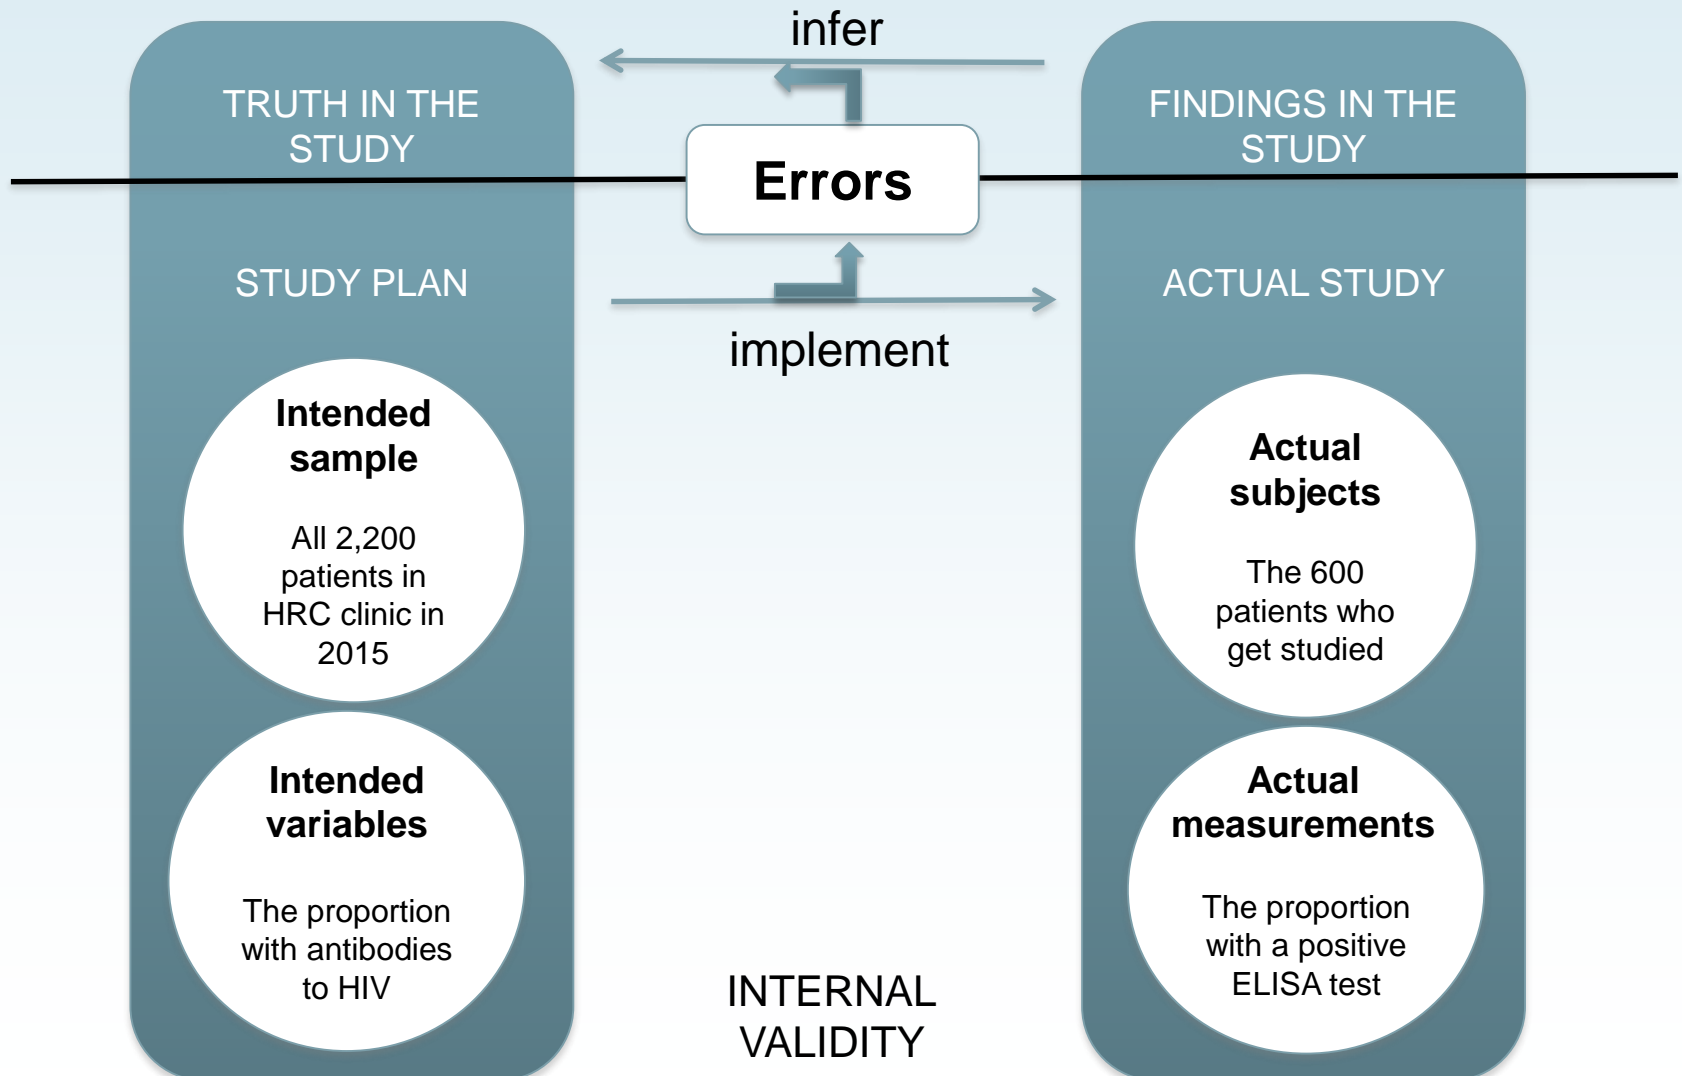 infer
TRUTH IN THE
STUDY
FINDINGS IN THE
STUDY
Errors
STUDY PLAN
ACTUAL STUDY
implement
Intended
sample
All 2,200
patients in
HRC clinic in
2015
Actual
subjects
The 600
patients who
get studied
Intended
variables
The proportion
with antibodies
to HIV
Actual
measurements
The proportion
with a positive
ELISA test
INTERNAL
VALIDITY